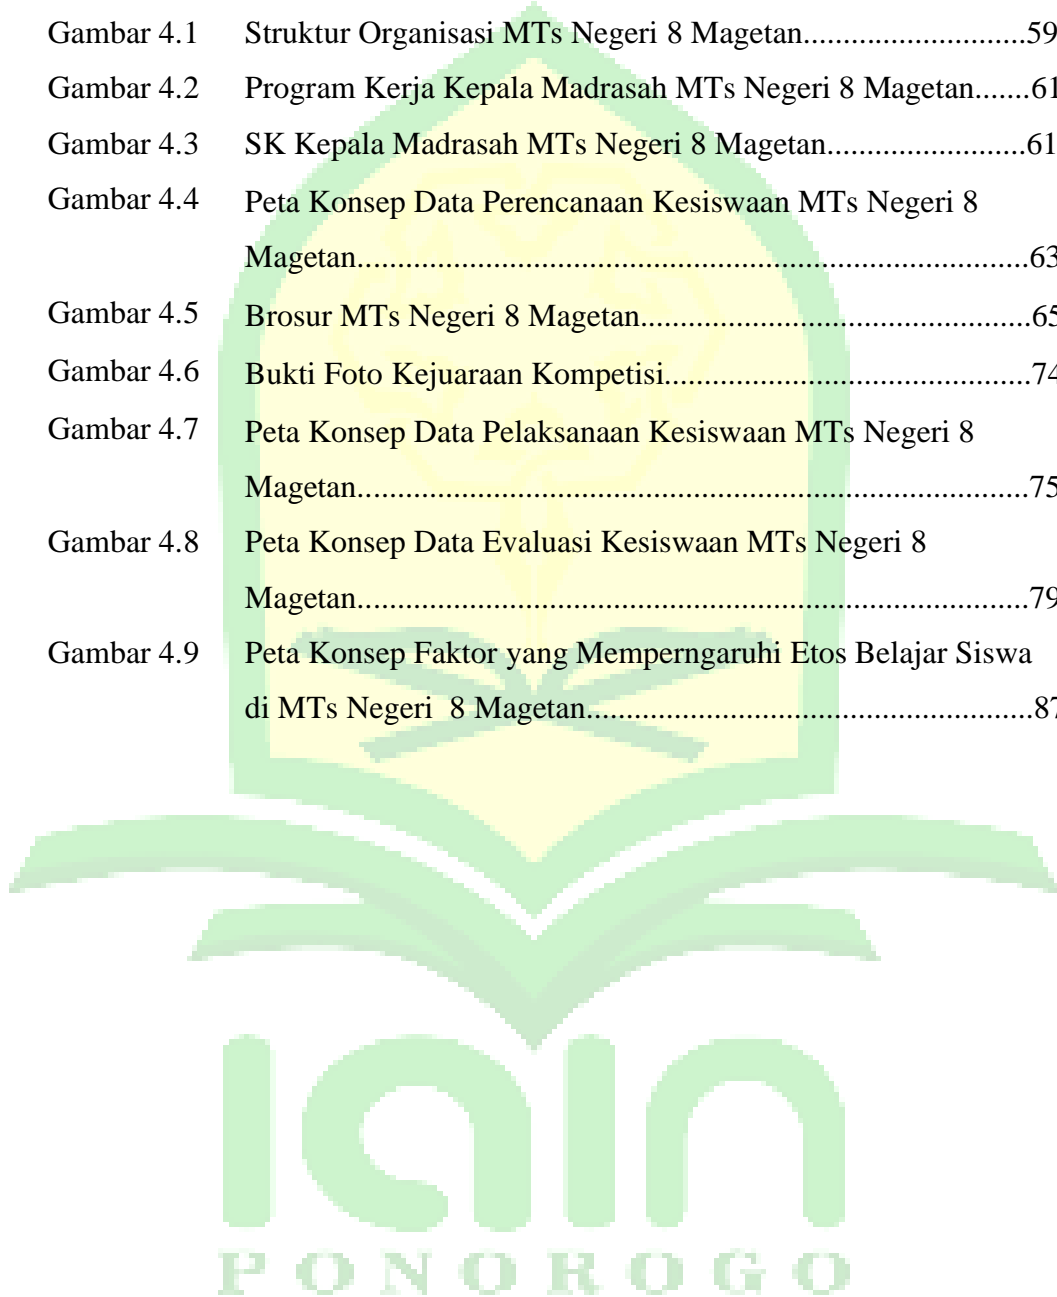 Gambar 4.1 Struktur Organisasi MTs Negeri 8 Magetan............................59
Gambar 4.2 Program Kerja Kepala Madrasah MTs Negeri 8 Magetan.......61
Gambar 4.3 SK Kepala Madrasah MTs Negeri 8 Magetan.........................61
Gambar 4.4 Peta Konsep Data Perencanaan Kesiswaan MTs Negeri 8
Magetan...................................................................................63
Gambar 4.5 Brosur MTs Negeri 8 Magetan.................................................65
Gambar 4.6 Bukti Foto Kejuaraan Kompetisi..............................................74
Gambar 4.7 Peta Konsep Data Pelaksanaan Kesiswaan MTs Negeri 8
Magetan...................................................................................75
Gambar 4.8 Peta Konsep Data Evaluasi Kesiswaan MTs Negeri 8
Magetan...................................................................................79
Gambar 4.9 Peta Konsep Faktor yang Memperngaruhi Etos Belajar Siswa
di MTs Negeri  8 Magetan........................................................87
IAIN
PONOROGO